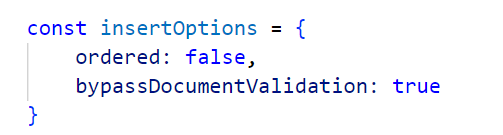 const insertOptions = {
    ordered: false,
    bypassDocumentValidation: true
}